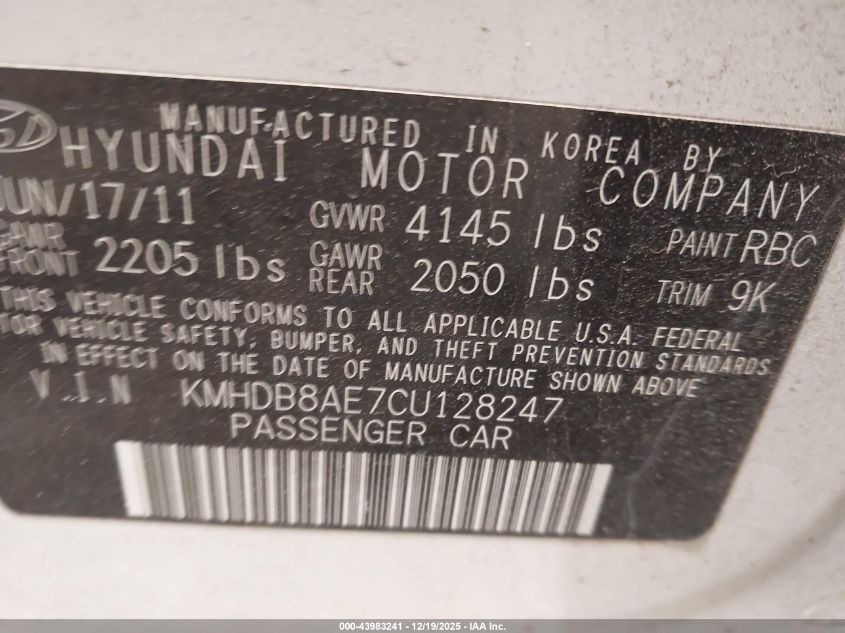 MANUFACTURED IN KOREA BY
HYUNDAI MOTOR COMPANY
JUN/17/11 GVWR 4145 lbs PAINT RBC
GAWR FRONT 2205 lbs GAWR REAR 2050 lbs TRIM 9K
THIS VEHICLE CONFORMS TO ALL APPLICABLE U.S.A. FEDERAL
MOTOR VEHICLE SAFETY, BUMPER, AND THEFT PREVENTION STANDARDS
IN EFFECT ON THE DATE OF MANUFACTURE SHOWN ABOVE
V.I.N KMHDB8AE7CU128247
PASSENGER CAR
000-43983241 - 12/19/2025 - IAA Inc.